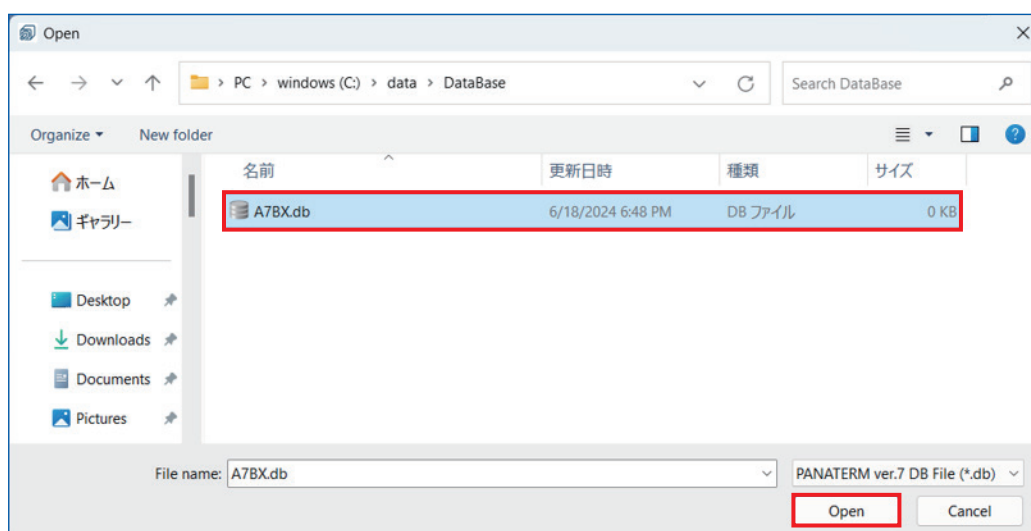 Open
PC > windows (C:) > data > DataBase
Search DataBase
Organize
New folder
名前
更新日時
種類
サイズ
ホーム
ギャラリー
A7BX.db
6/18/2024 6:48 PM
DB ファイル
0 KB
Desktop
Downloads
Documents
Pictures
File name: A7BX.db
PANATERM ver.7 DB File (*.db)
Open
Cancel